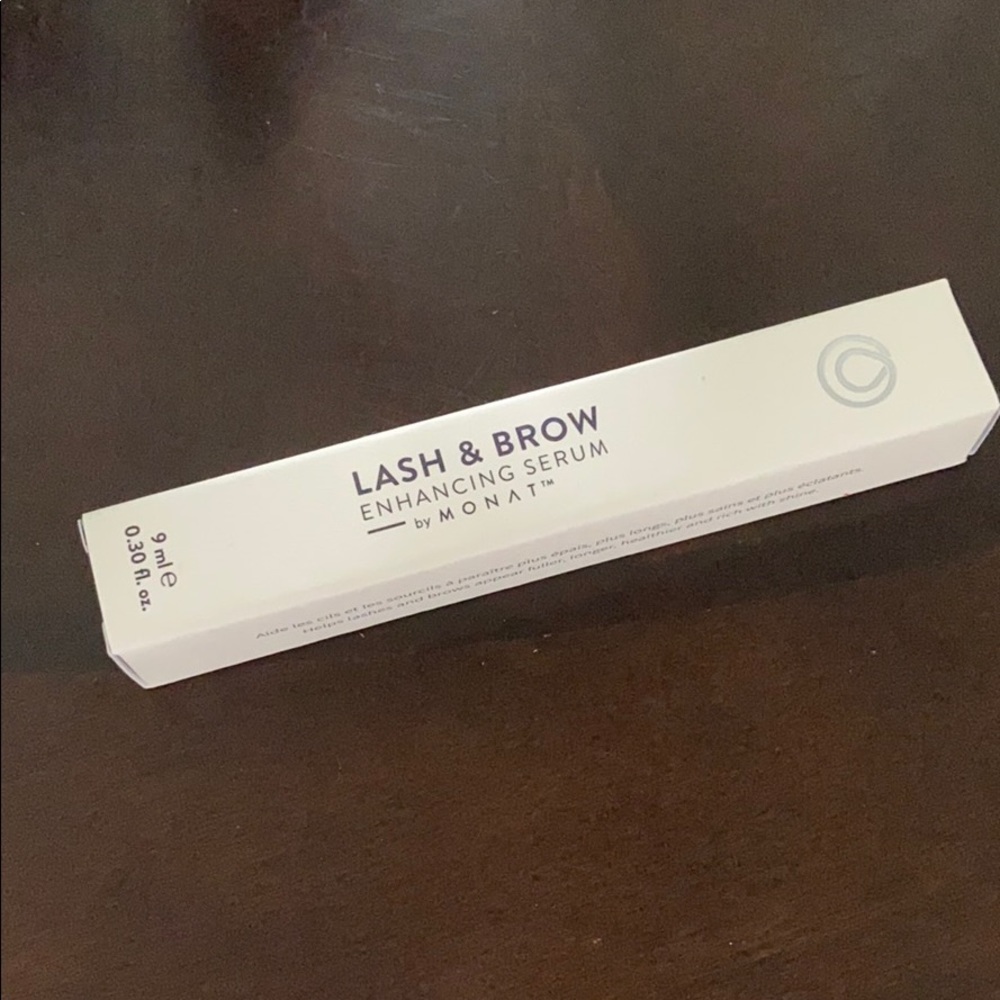 LASH & BROW
ENHANCING SERUM
by MONAT™
9 ml e
0.30 fl. oz.
Aide les cils et les sourcils à paraître plus épais, plus longs, plus sains et plus éclatants.
Helps lashes and brows appear fuller, longer, healthier and rich with shine.